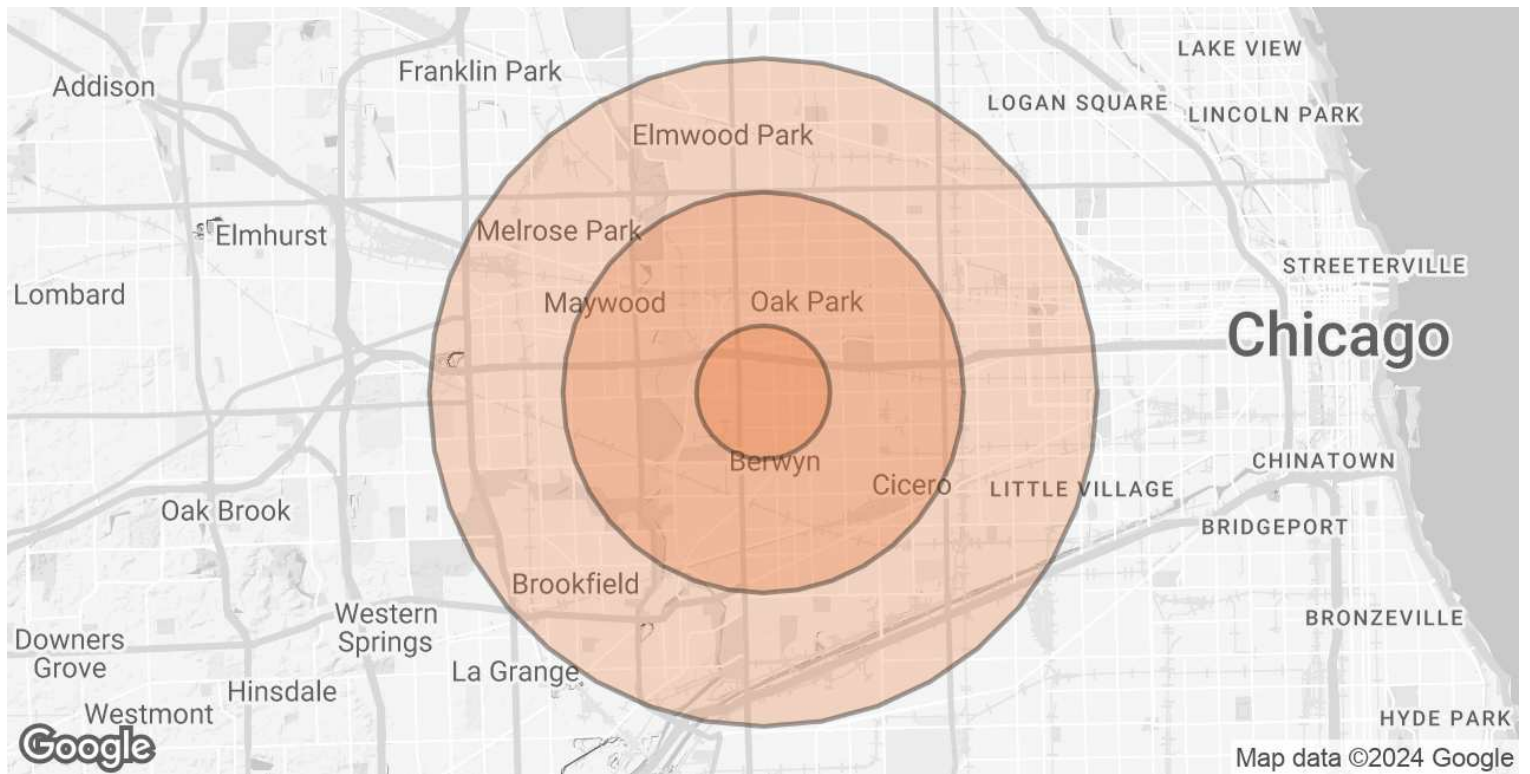 LAKE VIEW
Franklin Park
Addison
LOGAN SQUARE
LINCOLN PARK
Elmwood Park
Melrose Park
Elmhurst
STREETERVILLE
Lombard
Maywood
Oak Park
Chicago
Berwyn
CHINATOWN
Cicero
LITTLE VILLAGE
Oak Brook
BRIDGEPORT
Brookfield
Western
Springs
BRONZEVILLE
Downers
Grove
La Grange
Hinsdale
Westmont
HYDE PARK
Google
Map data ©2024 Google